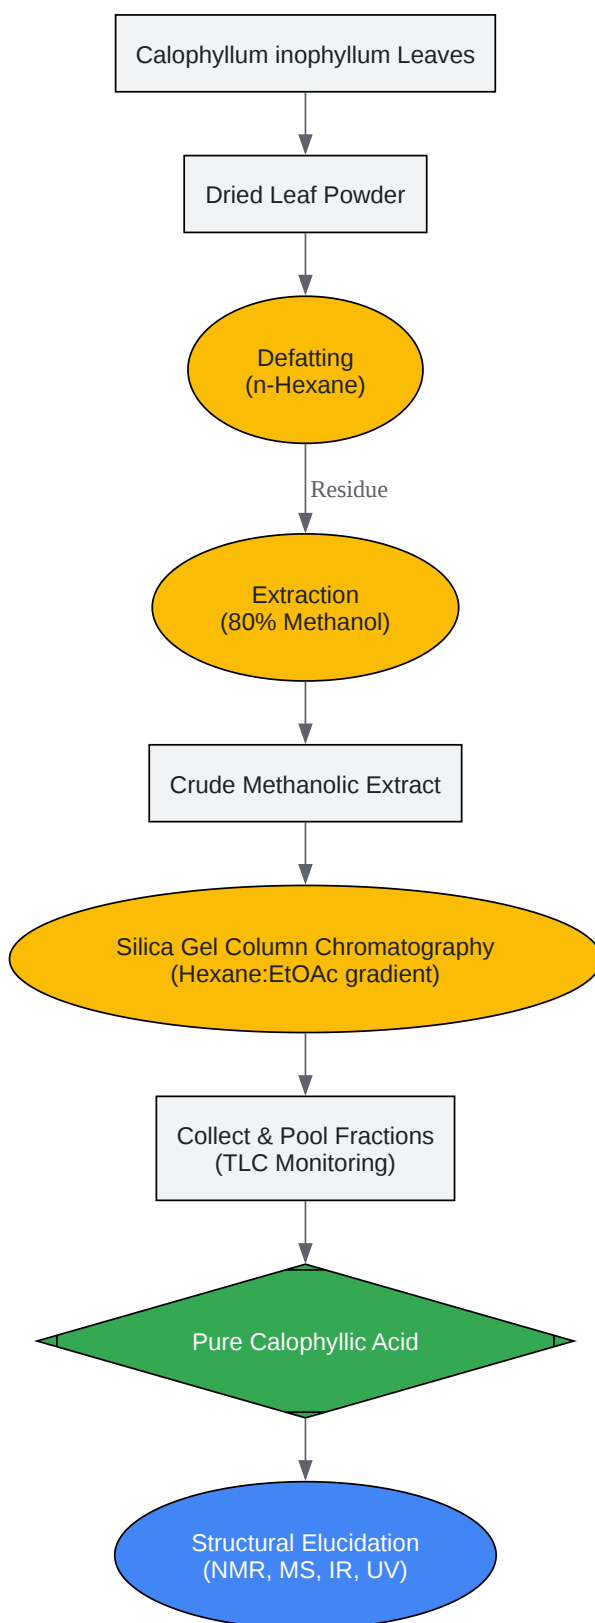 Calophyllum inophyllum Leaves
Dried Leaf Powder
Defatting
(n-Hexane)
Residue
Extraction
(80% Methanol)
Crude Methanolic Extract
Silica Gel Column Chromatography
(Hexane:EtOAc gradient)
Collect & Pool Fractions
(TLC Monitoring)
Pure Calophyllic Acid
Structural Elucidation
(NMR, MS, IR, UV)